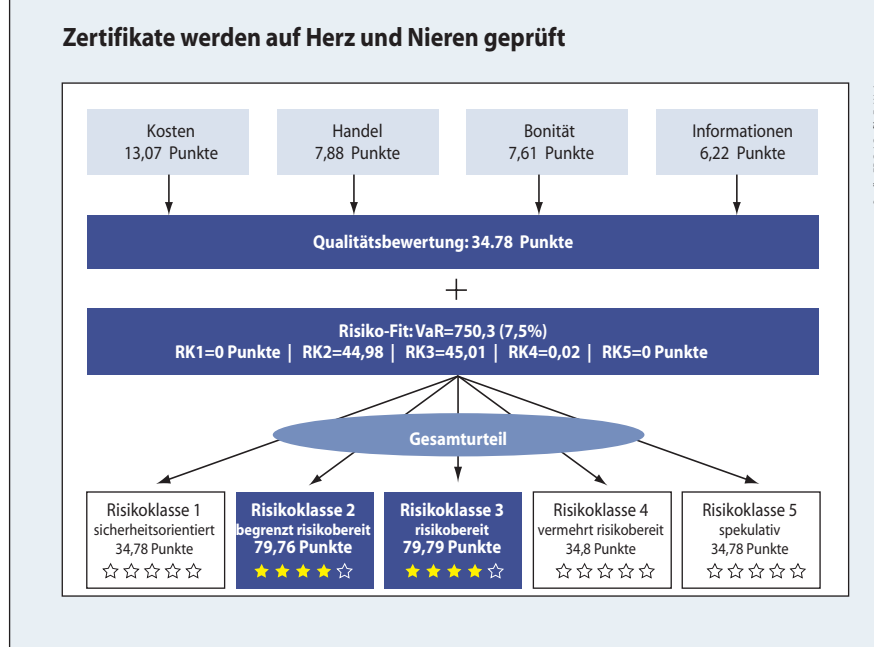 Zertifikate werden auf Herz und Nieren geprüft
Kosten
13,07 Punkte
Handel
7,88 Punkte
Bonität
7,61 Punkte
Informationen
6,22 Punkte
Qualitätsbewertung: 34.78 Punkte
+
Risiko-Fit: VaR=750,3 (7,5%)
RK1=0 Punkte | RK2=44,98 | RK3=45,01 | RK4=0,02 | RK5=0 Punkte
Gesamturteil
Risikoklasse 1
sicherheitsorientiert
34,78 Punkte
Risikoklasse 2
begrenzt risikobereit
79,76 Punkte
Risikoklasse 3
risikobereit
79,79 Punkte
Risikoklasse 4
vermehrt risikobereit
34,8 Punkte
Risikoklasse 5
spekulativ
34,78 Punkte